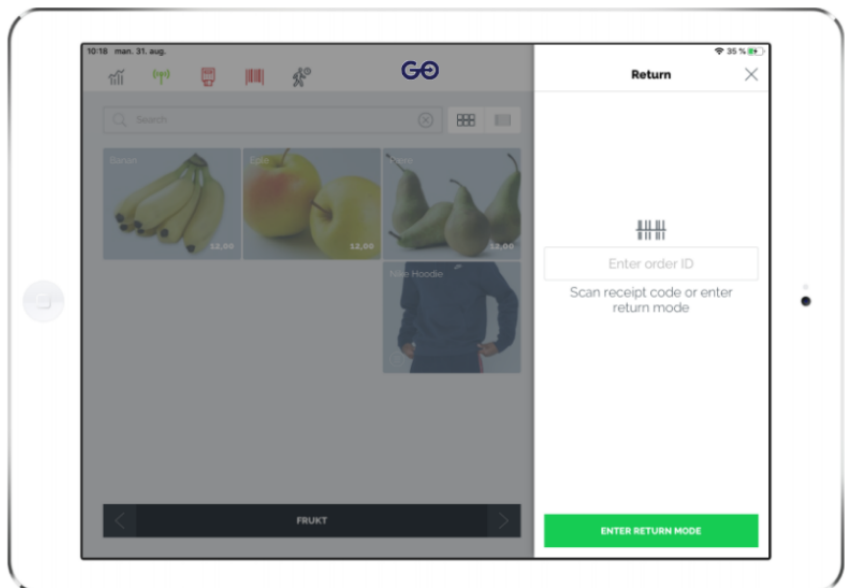 10:18 man. 31. aug.
35 %
GO
Return
Search
Banan
Eple
Pære
12,00
12,00
12,00
Nike Hoodie
Enter order ID
Scan receipt code or enter
return mode
FRUKT
ENTER RETURN MODE